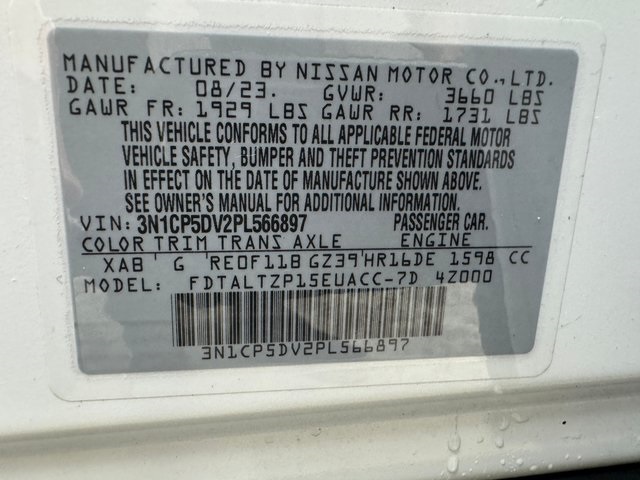 MANUFACTURED BY NISSAN MOTOR CO., LTD.
DATE: 08/23. GVWR: 3660 LBS
GAWR FR: 1929 LBS GAWR RR: 1731 LBS
THIS VEHICLE CONFORMS TO ALL APPLICABLE FEDERAL MOTOR
VEHICLE SAFETY, BUMPER AND THEFT PREVENTION STANDARDS
IN EFFECT ON THE DATE OF MANUFACTURE SHOWN ABOVE.
SEE OWNER'S MANUAL FOR ADDITIONAL INFORMATION.
VIN: 3N1CP5DV2PL566897 PASSENGER CAR.
COLOR TRIM TRANS AXLE ENGINE
XAB G RE0F11B GZ39 HR16DE 1598 CC
MODEL: FDTALTZP15EUACC-7D 4Z000
3N1CP5DV2PL566897